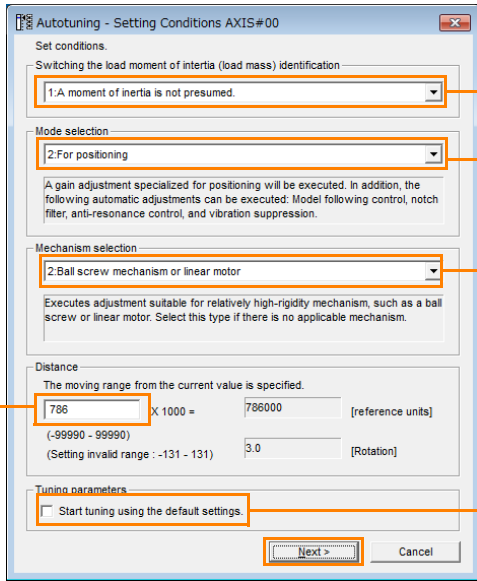 Autotuning - Setting Conditions AXIS#00
Set conditions.
Switching the load moment of intertia (load mass) identification
1:A moment of inertia is not presumed.
Mode selection
2:For positioning
A gain adjustment specialized for positioning will be executed. In addition, the
following automatic adjustments can be executed: Model following control, notch
filter, anti-resonance control, and vibration suppression.
Mechanism selection
2:Ball screw mechanism or linear motor
Executes adjustment suitable for relatively high-rigidity mechanism, such as a ball
screw or linear motor. Select this type if there is no applicable mechanism.
Distance
The moving range from the current value is specified.
786 X 1000 = 786000 [reference units]
(-99990 - 99990)
(Setting invalid range : -131 - 131) 3.0 [Rotation]
Tuning parameters
Start tuning using the default settings.
Next > Cancel